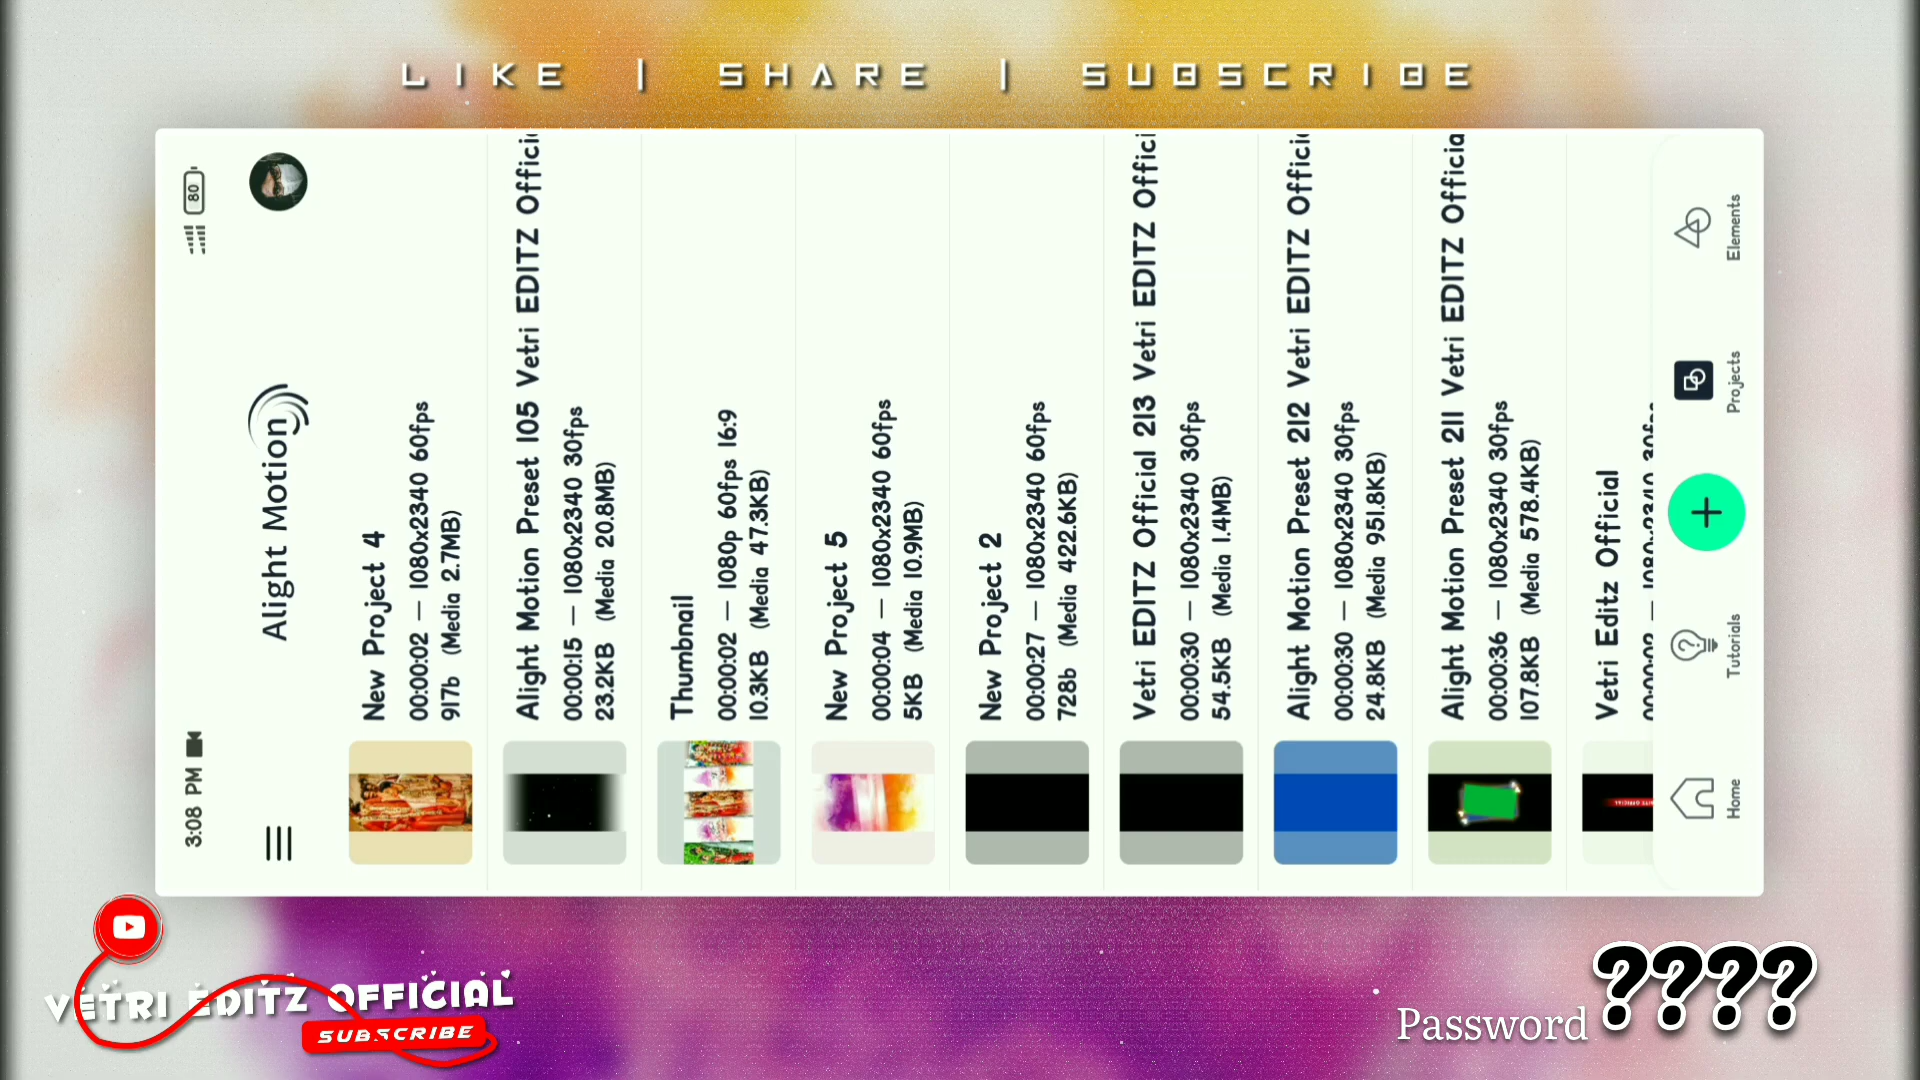 LIKE | SHARE | SUBSCRIBE
3:08 PM
80
Alight Motion
New Project 4
00:00:02 — 1080x2340 60fps
917b (Media 2.7MB)
Alight Motion Preset 105 Vetri EDITZ Offici
00:00:15 — 1080x2340 30fps
23.2KB (Media 20.8MB)
Thumbnail
00:00:02 — 1080p 60fps 16:9
10.3KB (Media 47.3KB)
New Project 5
00:00:04 — 1080x2340 60fps
5KB (Media 10.9MB)
New Project 2
00:00:27 — 1080x2340 60fps
728b (Media 422.6KB)
Vetri EDITZ Official 213 Vetri EDITZ Offici
00:00:30 — 1080x2340 30fps
54.5KB (Media 1.4MB)
Alight Motion Preset 212 Vetri EDITZ Offici
00:00:30 — 1080x2340 30fps
24.8KB (Media 951.8KB)
Alight Motion Preset 211 Vetri EDITZ Officia
00:00:36 — 1080x2340 30fps
107.8KB (Media 578.4KB)
Vetri Editz Official
Home
Tutorials
+
Projects
Elements
VETRI EDITZ OFFICIAL
SUBSCRIBE
Password ????